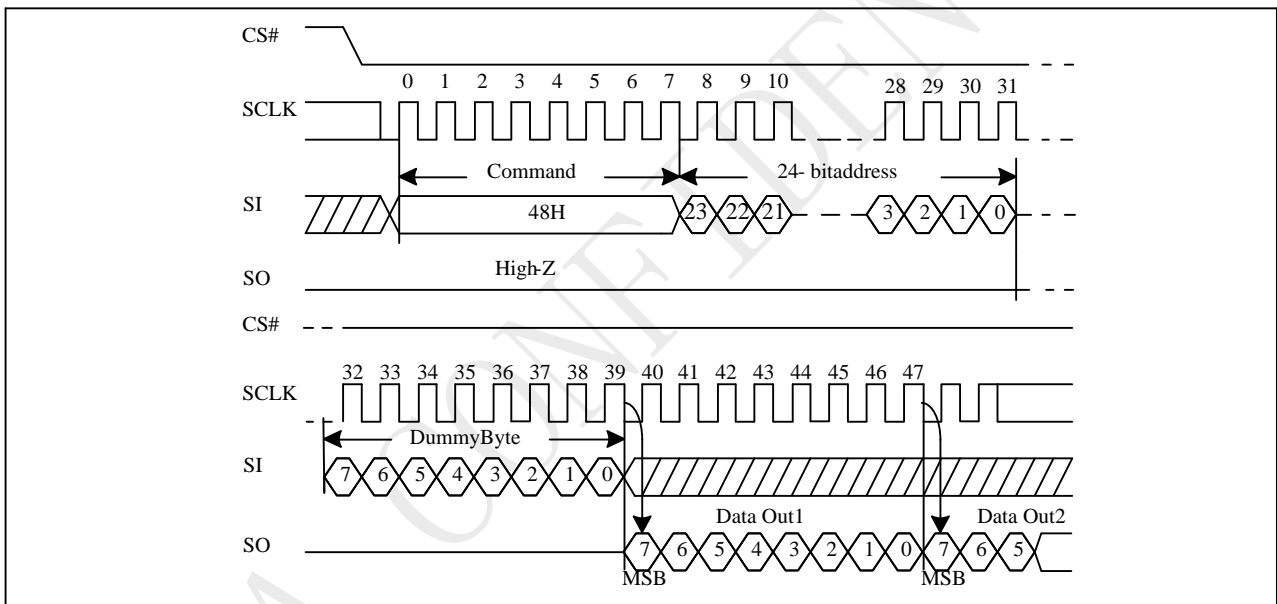 CS#
0 1 2 3 4 5 6 7 8 9 10 28 29 30 31
SCLK
Command 24- bitaddress
SI 48H 23 22 21 3 2 1 0
High-Z
SO
CS#
32 33 34 35 36 37 38 39 40 41 42 43 44 45 46 47
SCLK
DummyByte
SI 7 6 5 4 3 2 1 0
Data Out1 Data Out2
SO 7 6 5 4 3 2 1 0 7 6 5
MSB MSB